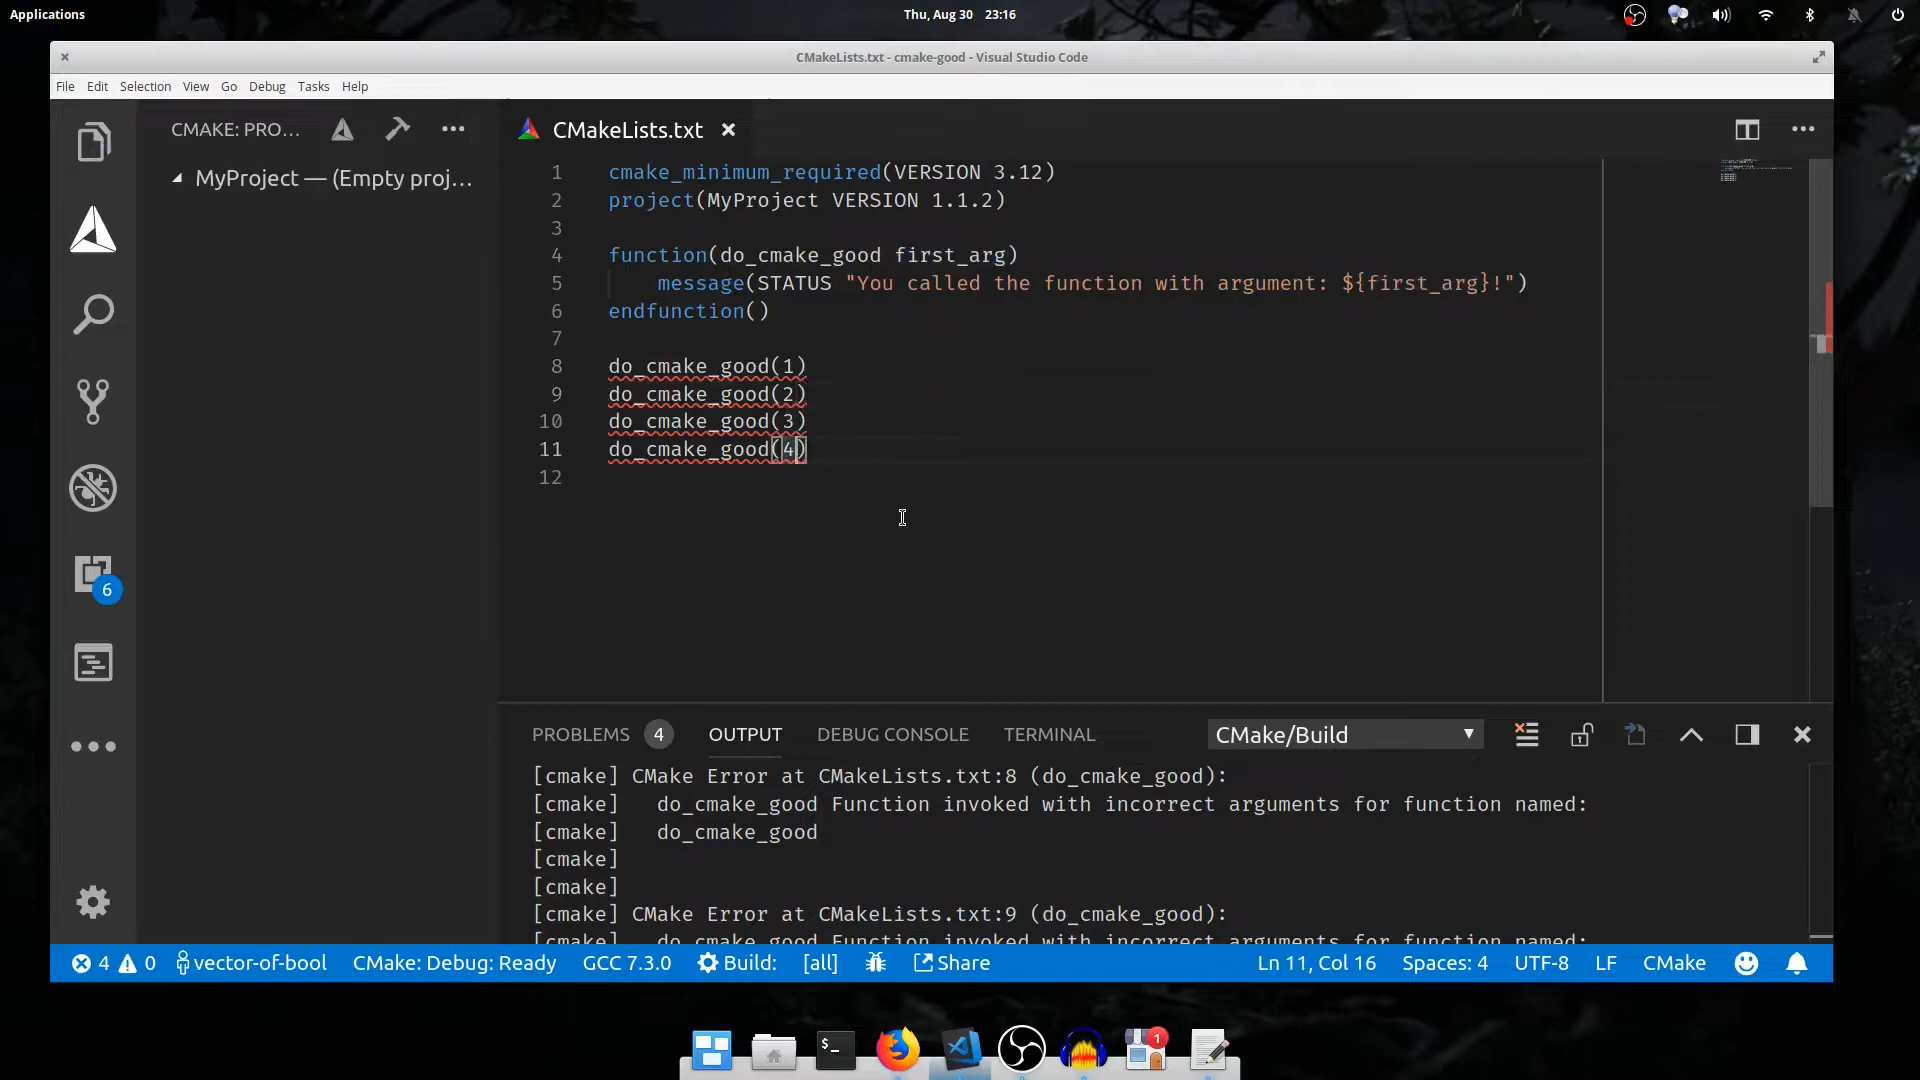 Applications
Thu, Aug 30 23:16
CMakeLists.txt - cmake-good - Visual Studio Code
File Edit Selection View Go Debug Tasks Help
CMAKE: PRO...
CMakeLists.txt
MyProject — (Empty proj...
1 cmake_minimum_required(VERSION 3.12)
2 project(MyProject VERSION 1.1.2)
3
4 function(do_cmake_good first_arg)
5 message(STATUS "You called the function with argument: ${first_arg}!")
6 endfunction()
7
8 do_cmake_good(1)
9 do_cmake_good(2)
10 do_cmake_good(3)
11 do_cmake_good(4)
12
6
PROBLEMS 4 OUTPUT DEBUG CONSOLE TERMINAL CMake/Build
[cmake] CMake Error at CMakeLists.txt:8 (do_cmake_good):
[cmake] do_cmake_good Function invoked with incorrect arguments for function named:
[cmake] do_cmake_good
[cmake]
[cmake]
[cmake] CMake Error at CMakeLists.txt:9 (do_cmake_good):
[cmake] do_cmake_good Function invoked with incorrect arguments for function named:
4 0 vector-of-bool CMake: Debug: Ready GCC 7.3.0 Build: [all] Share Ln 11, Col 16 Spaces: 4 UTF-8 LF CMake
$_
1